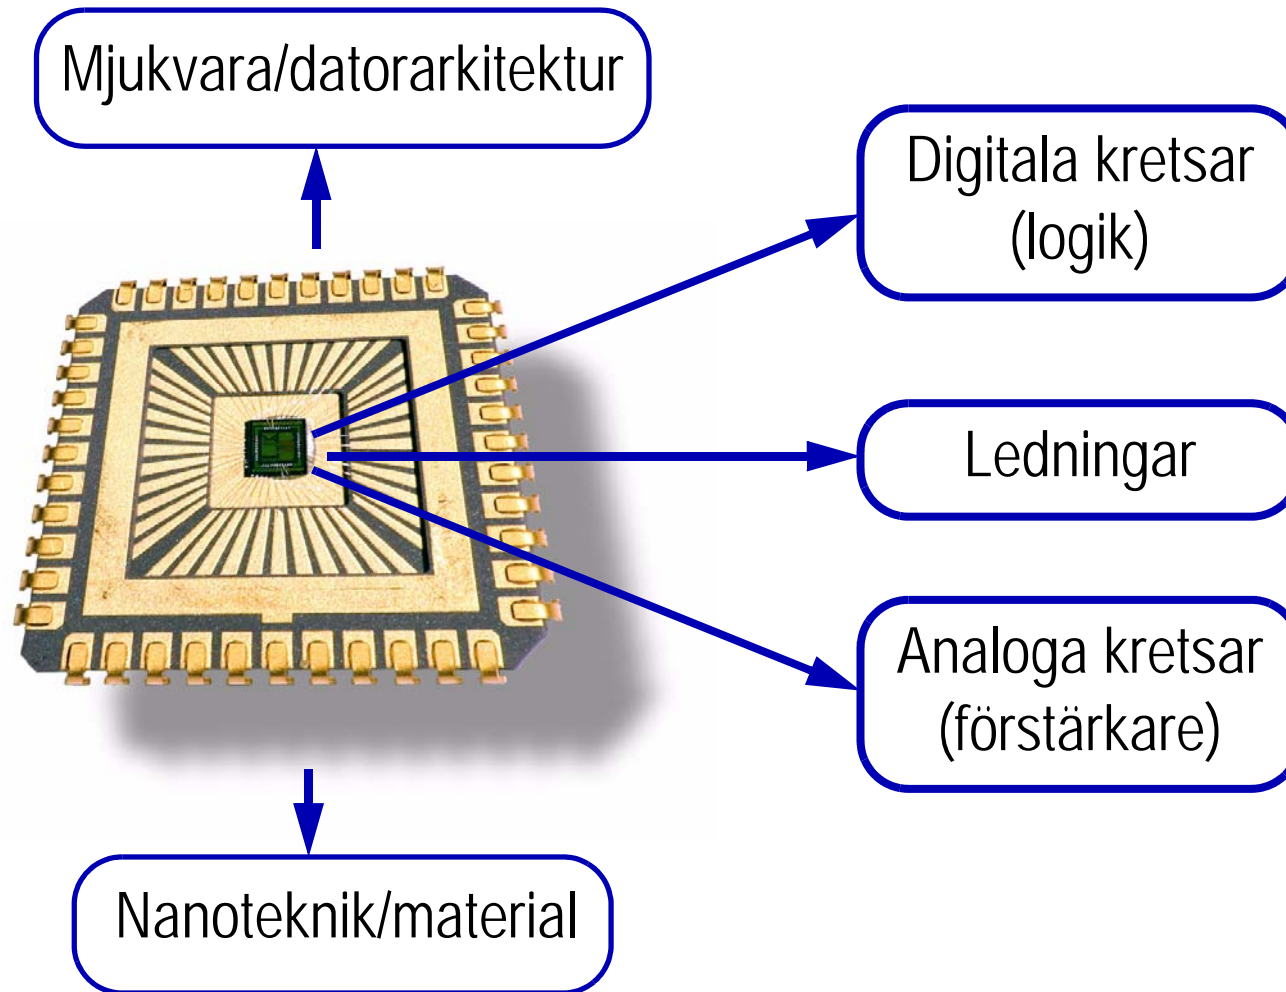 Mjukvara/datorarkitektur
Digitala kretsar
(logik)
Ledningar
Analoga kretsar
(förstärkare)
Nanoteknik/material